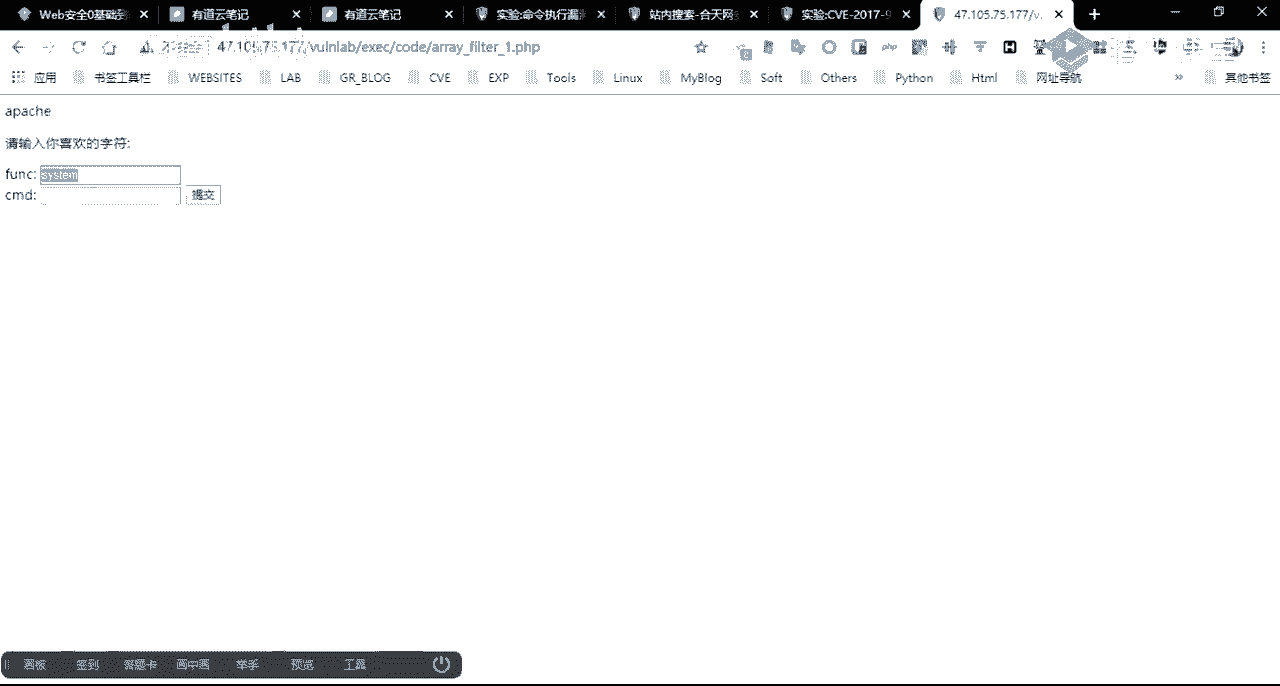 Web安全0基础到
有道云笔记
有道云笔记
实验:命令执行漏洞
站内搜索-合天网
实验:CVE-2017-9
47.105.75.177/v
47.105.75.177/vulnlab/exec/code/array_filter_1.php
php
应用
书签工具栏
WEBSITES
LAB
GR_BLOG
CVE
EXP
Tools
Linux
MyBlog
Soft
Others
Python
Html
网址导航
»
其他书签
apache
请输入你喜欢的字符:
func: system
cmd:
提交
画板
签到
答题卡
画中画
举手
预览
工具